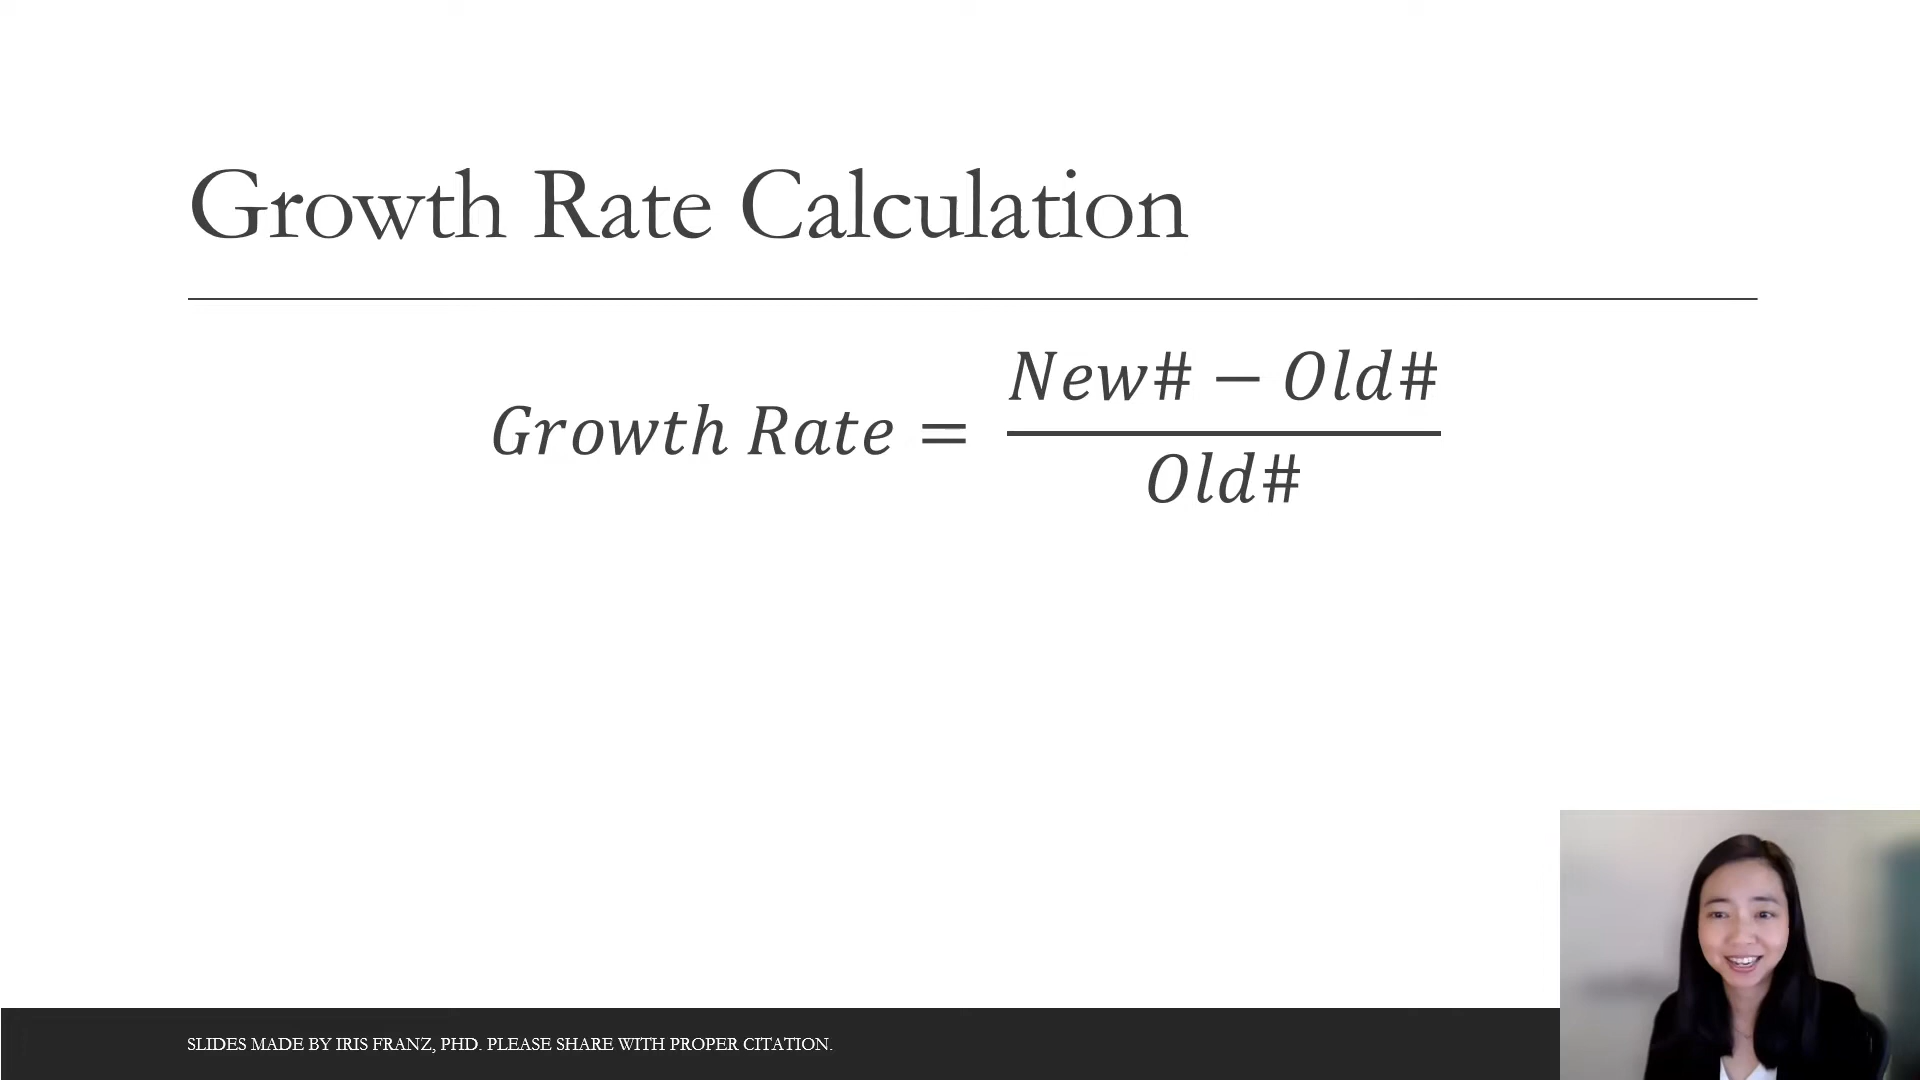 Growth Rate Calculation
Growth Rate = New# − Old# / Old#
SLIDES MADE BY IRIS FRANZ, PHD. PLEASE SHARE WITH PROPER CITATION.